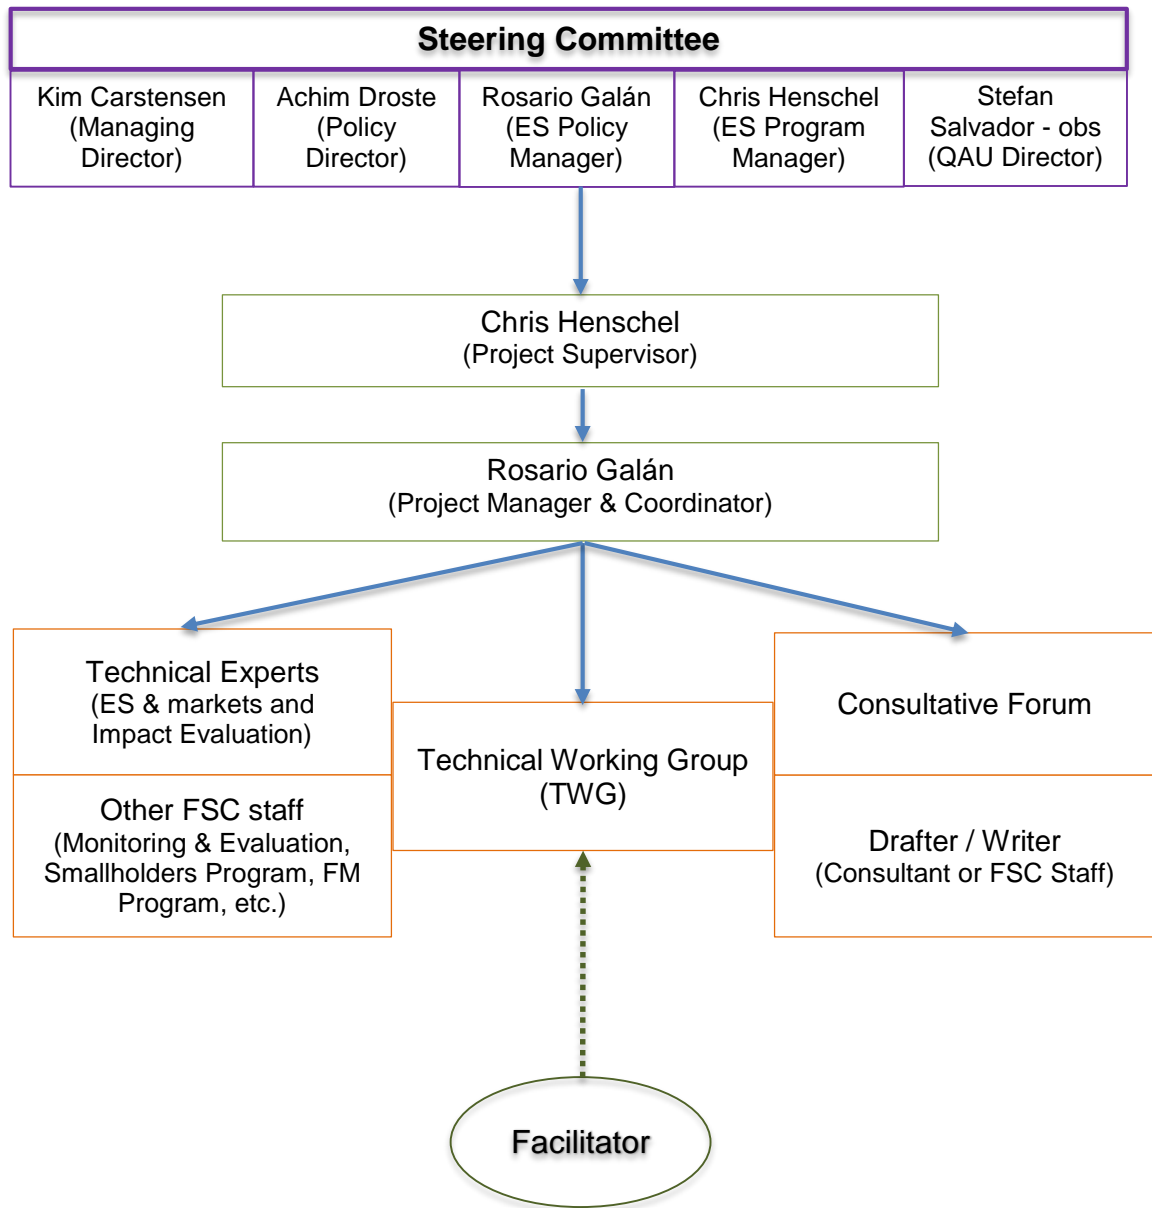 Steering Committee
Kim Carstensen
(Managing
Director)
Achim Droste
(Policy
Director)
Rosario Galán
(ES Policy
Manager)
Chris Henschel
(ES Program
Manager)
Stefan
Salvador - obs
(QAU Director)
Chris Henschel
(Project Supervisor)
Rosario Galán
(Project Manager & Coordinator)
Technical Experts
(ES & markets and
Impact Evaluation)
Other FSC staff
(Monitoring & Evaluation,
Smallholders Program, FM
Program, etc.)
Technical Working Group
(TWG)
Consultative Forum
Drafter / Writer
(Consultant or FSC Staff)
Facilitator